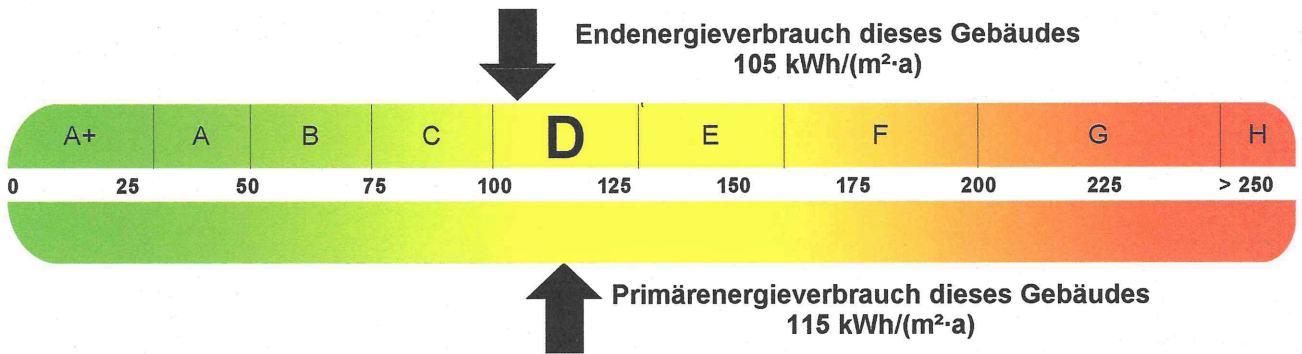 Endenergieverbrauch dieses Gebäudes
105 kWh/(m²·a)
A+ A B C D E F G H
0 25 50 75 100 125 150 175 200 225 > 250
Primärenergieverbrauch dieses Gebäudes
115 kWh/(m²·a)